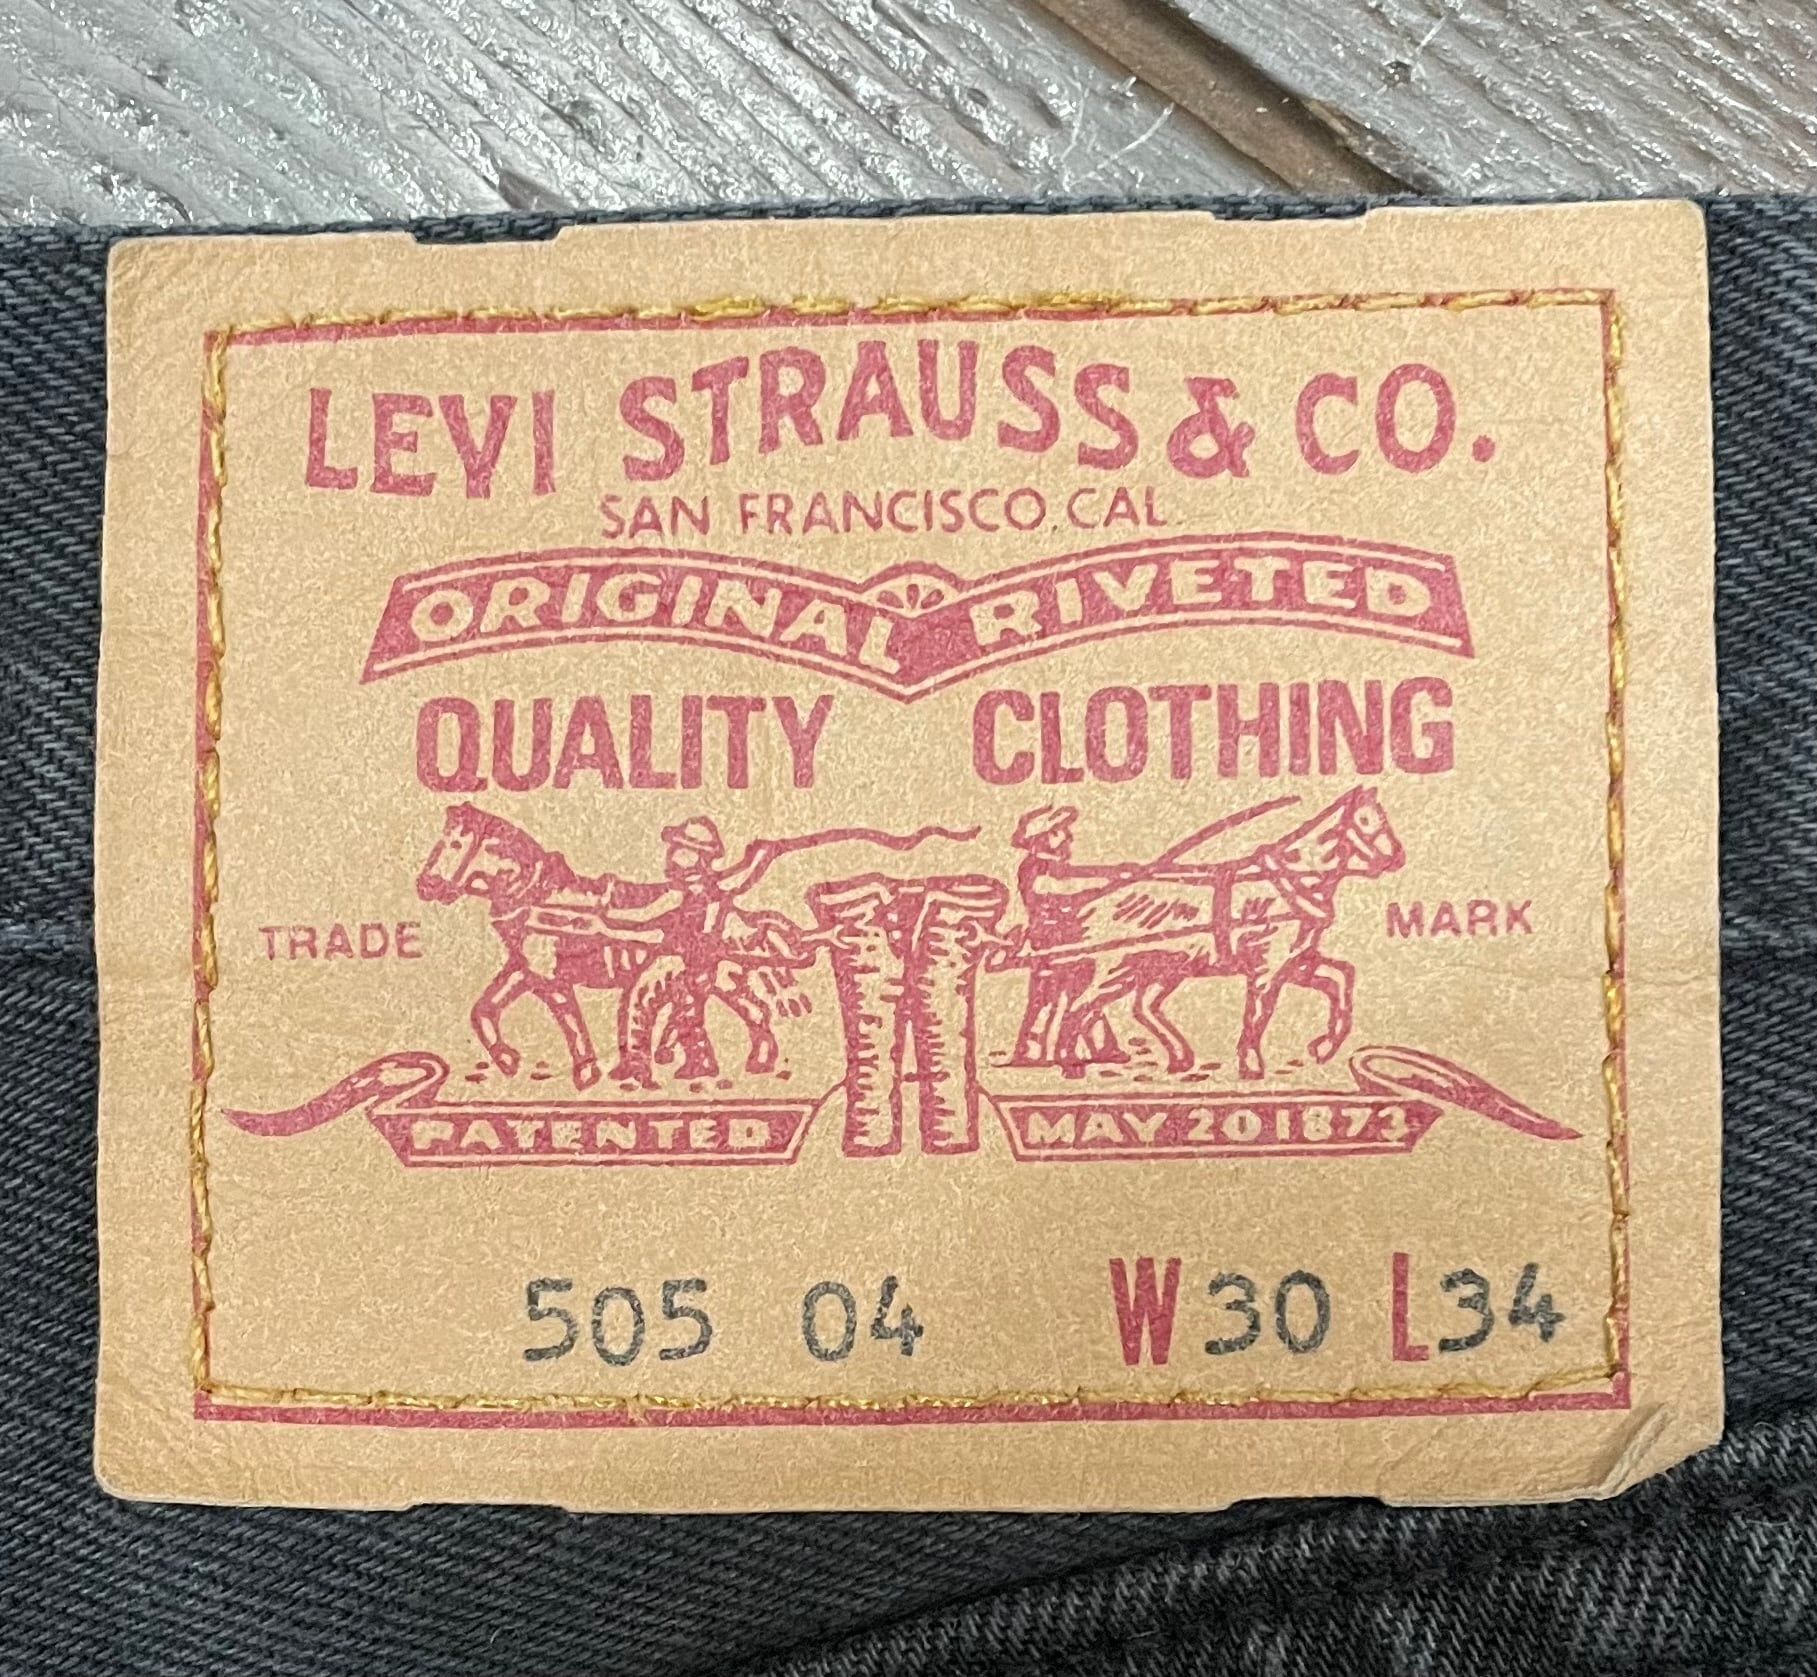 LEVI STRAUSS & CO.
SAN FRANCISCO, CAL.
ORIGINAL RIVETED
QUALITY CLOTHING
TRADE MARK
PATENTED MAY 20 1873
505 04 W30 L34